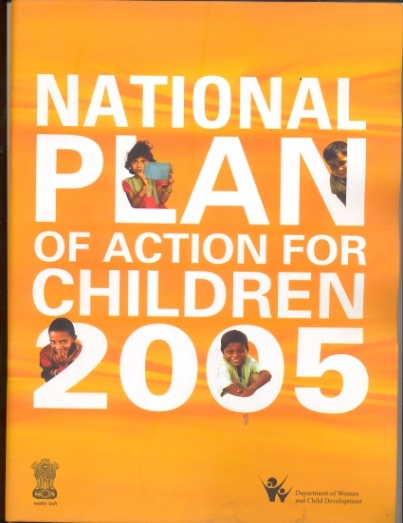 NATIONAL
PLAN
OF ACTION FOR
CHILDREN
2005
Department of Women
and Child Development